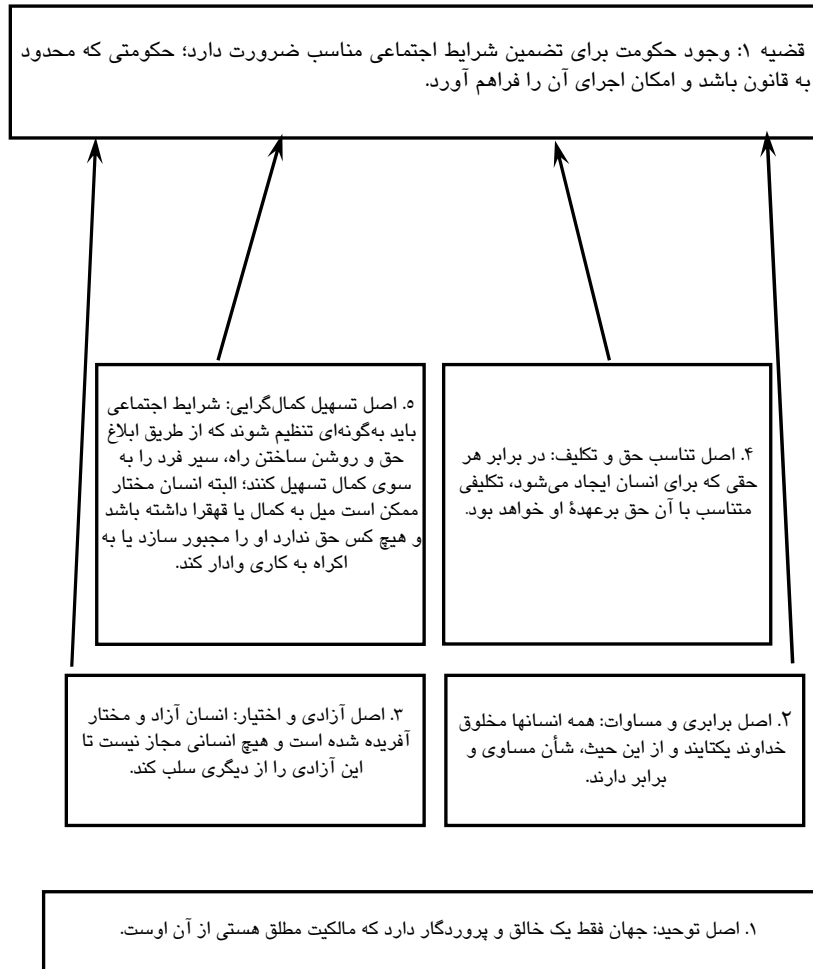 قضیه ۱: وجود حکومت برای تضمین شرایط اجتماعی مناسب ضرورت دارد؛ حکومتی که محدود
به قانون باشد و امکان اجرای آن را فراهم آورد.
۴. اصل تناسب حق و تکلیف: در برابر هر
حقی که برای انسان ایجاد می‌شود، تکلیفی
متناسب با آن حق برعهدهٔ او خواهد بود.
۵. اصل تسهیل کمال‌گرایی: شرایط اجتماعی
باید به‌گونه‌ای تنظیم شوند که از طریق ابلاغ
حق و روشن ساختن راه، سیر فرد را به
سوی کمال تسهیل کنند؛ البته انسان مختار
ممکن است میل به کمال یا قهقرا داشته باشد
و هیچ کس حق ندارد او را مجبور سازد یا به
اکراه به کاری وادار کند.
۲. اصل برابری و مساوات: همه انسانها مخلوق
خداوند یکتایند و از این حیث، شأن مساوی و
برابر دارند.
۳. اصل آزادی و اختیار: انسان آزاد و مختار
آفریده شده است و هیچ انسانی مجاز نیست تا
این آزادی را از دیگری سلب کند.
۱. اصل توحید: جهان فقط یک خالق و پروردگار دارد که مالکیت مطلق هستی از آن اوست.